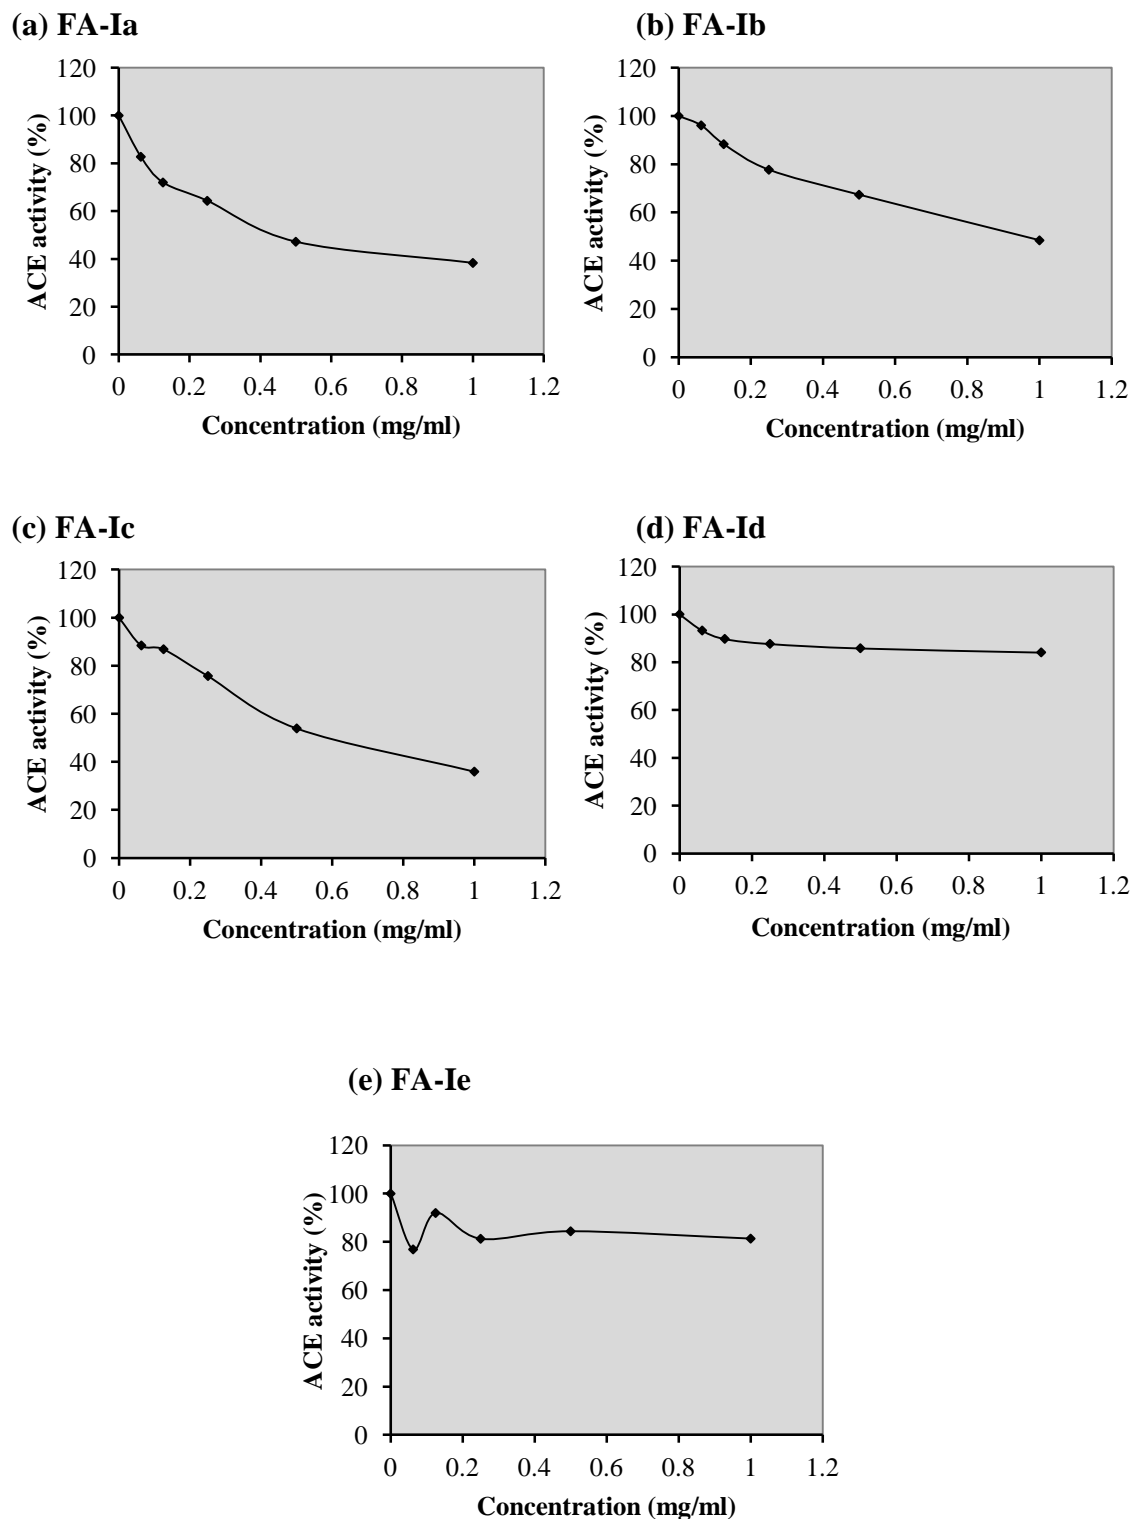 (a) FA-Ia
120
100
80
60
40
20
0
ACE activity (%)
0 0.2 0.4 0.6 0.8 1 1.2
Concentration (mg/ml)
(b) FA-Ib
120
100
80
60
40
20
0
ACE activity (%)
0 0.2 0.4 0.6 0.8 1 1.2
Concentration (mg/ml)
(c) FA-Ic
120
100
80
60
40
20
0
ACE activity (%)
0 0.2 0.4 0.6 0.8 1 1.2
Concentration (mg/ml)
(d) FA-Id
120
100
80
60
40
20
0
ACE activity (%)
0 0.2 0.4 0.6 0.8 1 1.2
Concentration (mg/ml)
(e) FA-Ie
120
100
80
60
40
20
0
ACE activity (%)
0 0.2 0.4 0.6 0.8 1 1.2
Concentration (mg/ml)